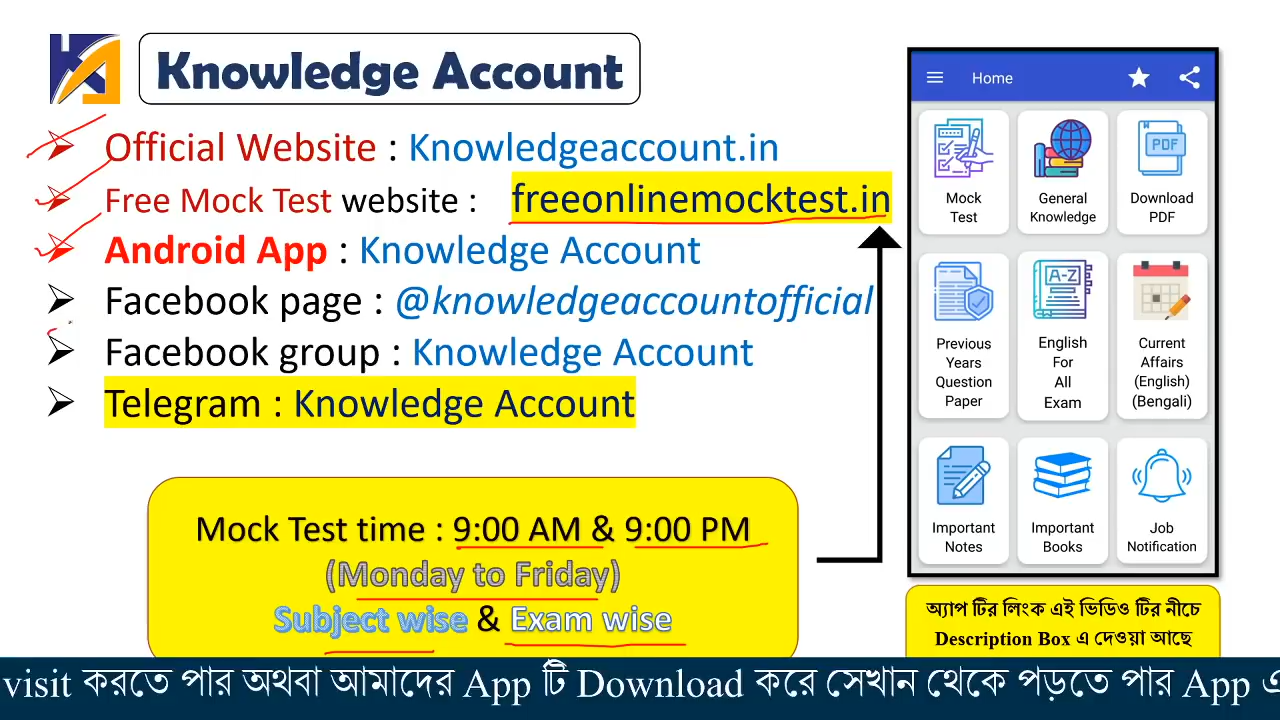 Knowledge Account
Official Website : Knowledgeaccount.in
Free Mock Test website : freeonlinemocktest.in
Android App : Knowledge Account
Facebook page : @knowledgeaccountofficial
Facebook group : Knowledge Account
Telegram : Knowledge Account
Mock Test time : 9:00 AM & 9:00 PM
(Monday to Friday)
Subject wise & Exam wise
Home
Mock
Test
General
Knowledge
Download
PDF
PDF
Previous
Years
Question
Paper
A-Z
English
For
All
Exam
Current
Affairs
(English)
(Bengali)
Important
Notes
Important
Books
Job
Notification
অ্যাপ টির লিংক এই ভিডিও টির নীচে
Description Box এ দেওয়া আছে
visit করতে পার অথবা আমাদের App টি Download করে সেখান থেকে পড়তে পার App এ